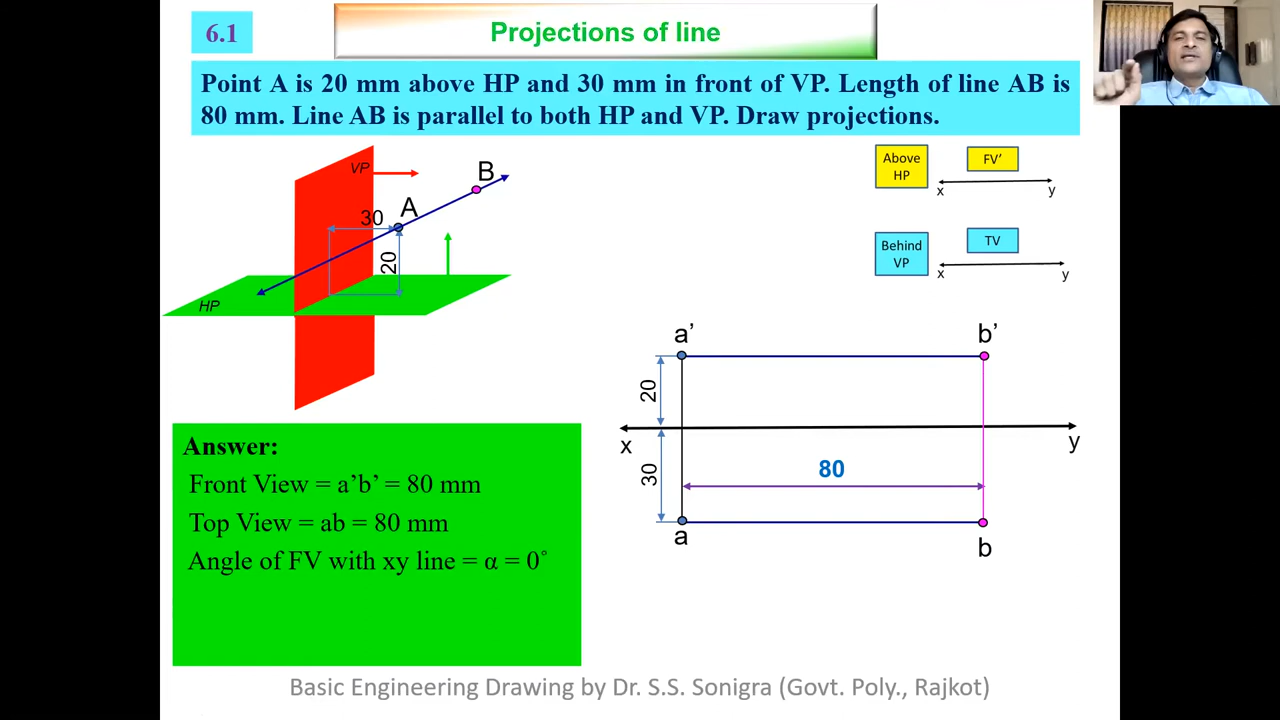 6.1
Projections of line
Point A is 20 mm above HP and 30 mm in front of VP. Length of line AB is
80 mm. Line AB is parallel to both HP and VP. Draw projections.
VP
B
A
30
20
HP
Above
HP
FV’
x
y
Behind
VP
TV
x
y
a’
b’
20
x
y
30
80
a
b
Answer:
Front View = a’b’ = 80 mm
Top View = ab = 80 mm
Angle of FV with xy line = α = 0˚
Basic Engineering Drawing by Dr. S.S. Sonigra (Govt. Poly., Rajkot)